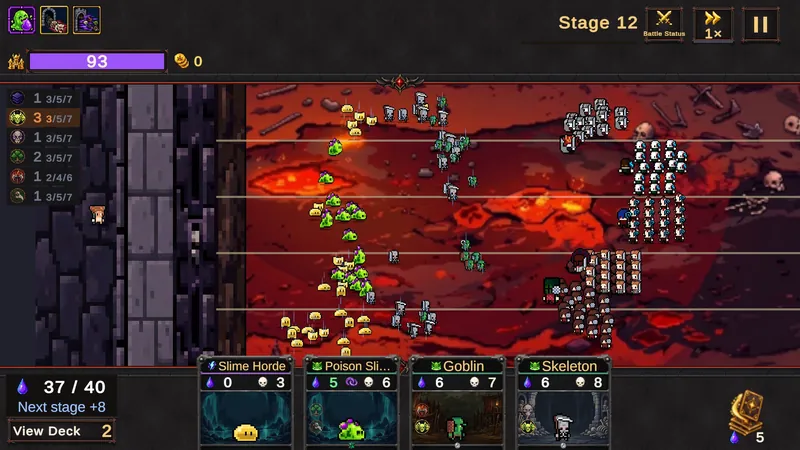 Stage 12
Battle Status
1×
93
0
1 3/5/7
3 3/5/7
1 3/5/7
2 3/5/7
1 2/4/6
1 3/5/7
37 / 40
Next stage +8
View Deck 2
Slime Horde
0 3
Poison Sli...
5 6
Goblin
6 7
Skeleton
6 8
5